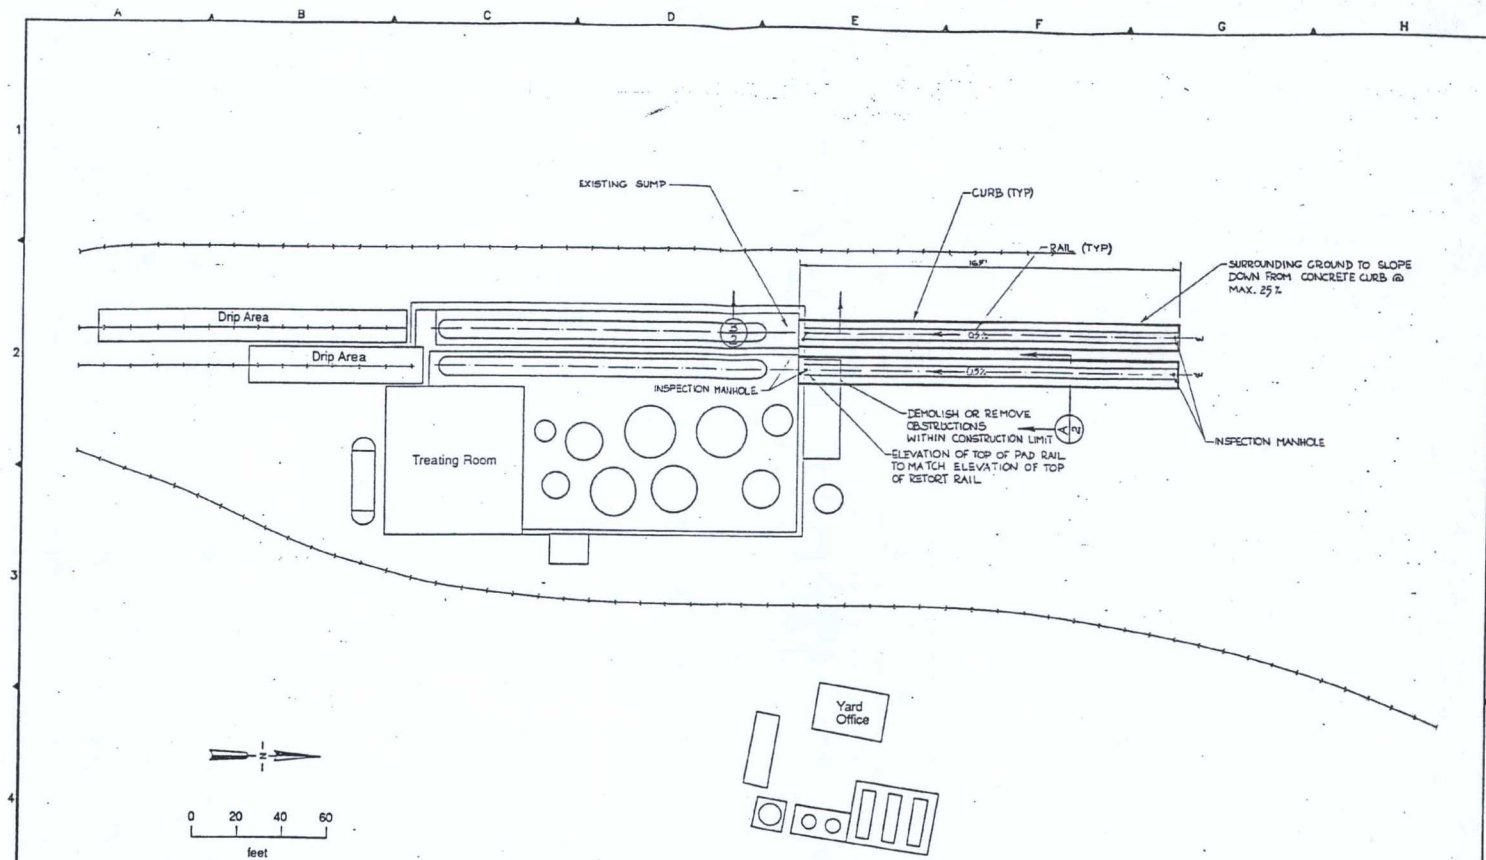 A B C D E F G H
1
EXISTING SUMP
CURB (TYP)
RAIL (TYP)
SURROUNDING GROUND TO SLOPE
DOWN FROM CONCRETE CURB @
MAX. 25%
Drip Area
2
Drip Area
0.5%
0.5%
B
2
INSPECTION MANHOLE
DEMOLISH OR REMOVE
OBSTRUCTIONS
WITHIN CONSTRUCTION LIMIT
A
2
INSPECTION MANHOLE
ELEVATION OF TOP OF PAD RAIL
TO MATCH ELEVATION OF TOP
OF RETORT RAIL
Treating Room
3
Yard
Office
N
4
0 20 40 60
feet